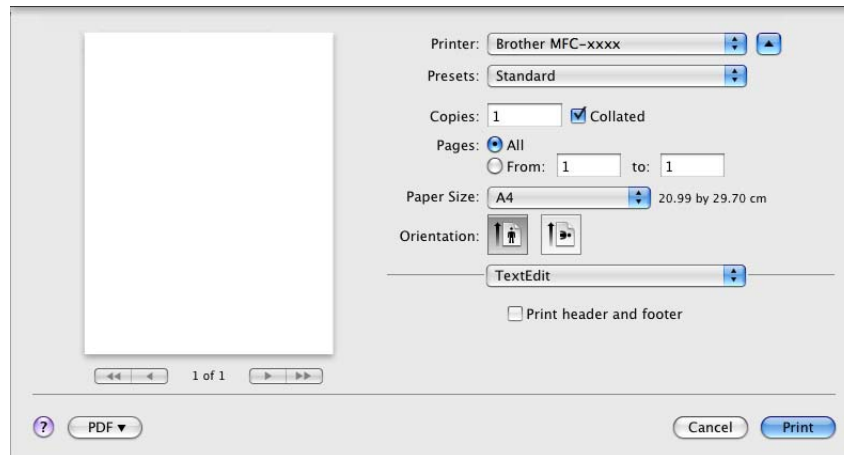 Printer: Brother MFC-xxxx
Presets: Standard
Copies: 1 Collated
Pages: All
From: 1 to: 1
Paper Size: A4 20.99 by 29.70 cm
Orientation:
TextEdit
Print header and footer
1 of 1
? PDF Cancel Print